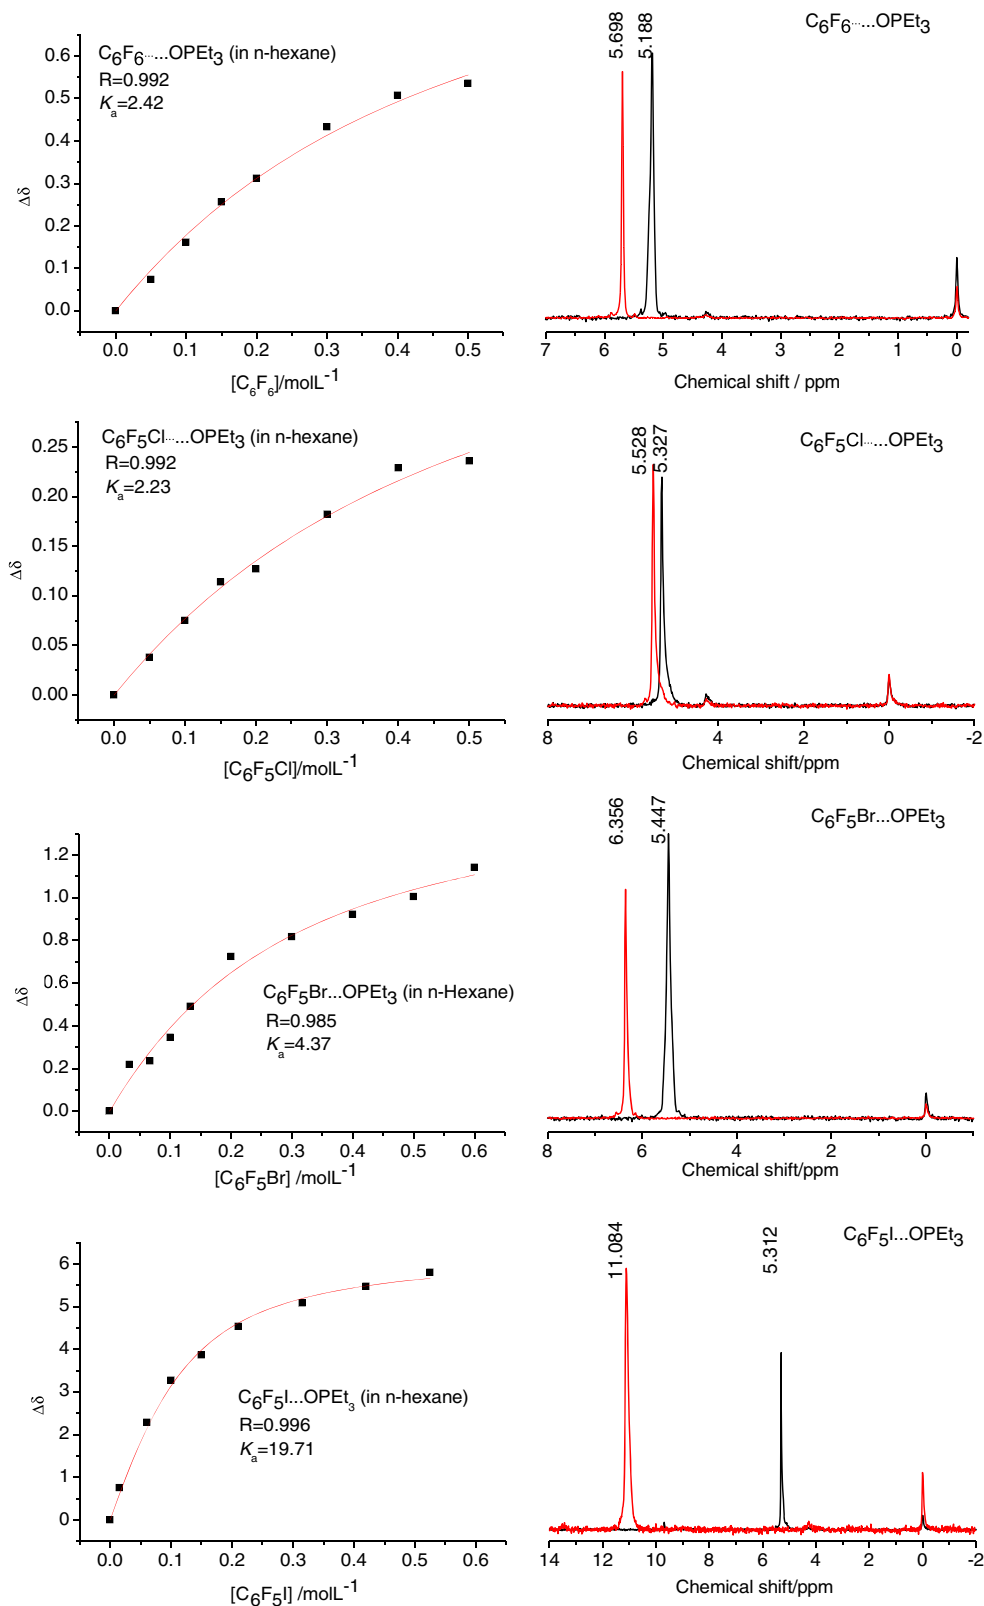 C6F6......OPEt3 (in n-hexane)
R=0.992
Ka=2.42
0.6
0.5
0.4
0.3
0.2
0.1
0.0
Δδ
0.0 0.1 0.2 0.3 0.4 0.5
[C6F6]/molL-1
C6F6......OPEt3
5.698
5.188
7 6 5 4 3 2 1 0
Chemical shift / ppm
C6F5Cl......OPEt3 (in n-hexane)
R=0.992
Ka=2.23
0.25
0.20
0.15
0.10
0.05
0.00
Δδ
0.0 0.1 0.2 0.3 0.4 0.5
[C6F5Cl]/molL-1
C6F5Cl......OPEt3
5.528
5.327
8 6 4 2 0 -2
Chemical shift/ppm
1.2
1.0
0.8
0.6
0.4
0.2
0.0
Δδ
C6F5Br...OPEt3 (in n-Hexane)
R=0.985
Ka=4.37
0.0 0.1 0.2 0.3 0.4 0.5 0.6
[C6F5Br] /molL-1
C6F5Br...OPEt3
6.356
5.447
8 6 4 2 0
Chemical shift/ppm
6
5
4
3
2
1
0
Δδ
C6F5I...OPEt3 (in n-hexane)
R=0.996
Ka=19.71
0.0 0.1 0.2 0.3 0.4 0.5 0.6
[C6F5I] /molL-1
C6F5I...OPEt3
11.084
5.312
14 12 10 8 6 4 2 0 -2
Chemical shift/ppm